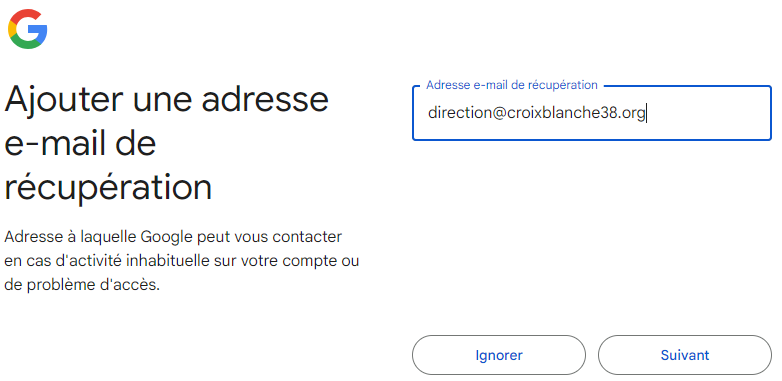 Ajouter une adresse
e-mail de
récupération
Adresse à laquelle Google peut vous contacter
en cas d'activité inhabituelle sur votre compte ou
de problème d'accès.
Adresse e-mail de récupération
direction@croixblanche38.org
Ignorer
Suivant